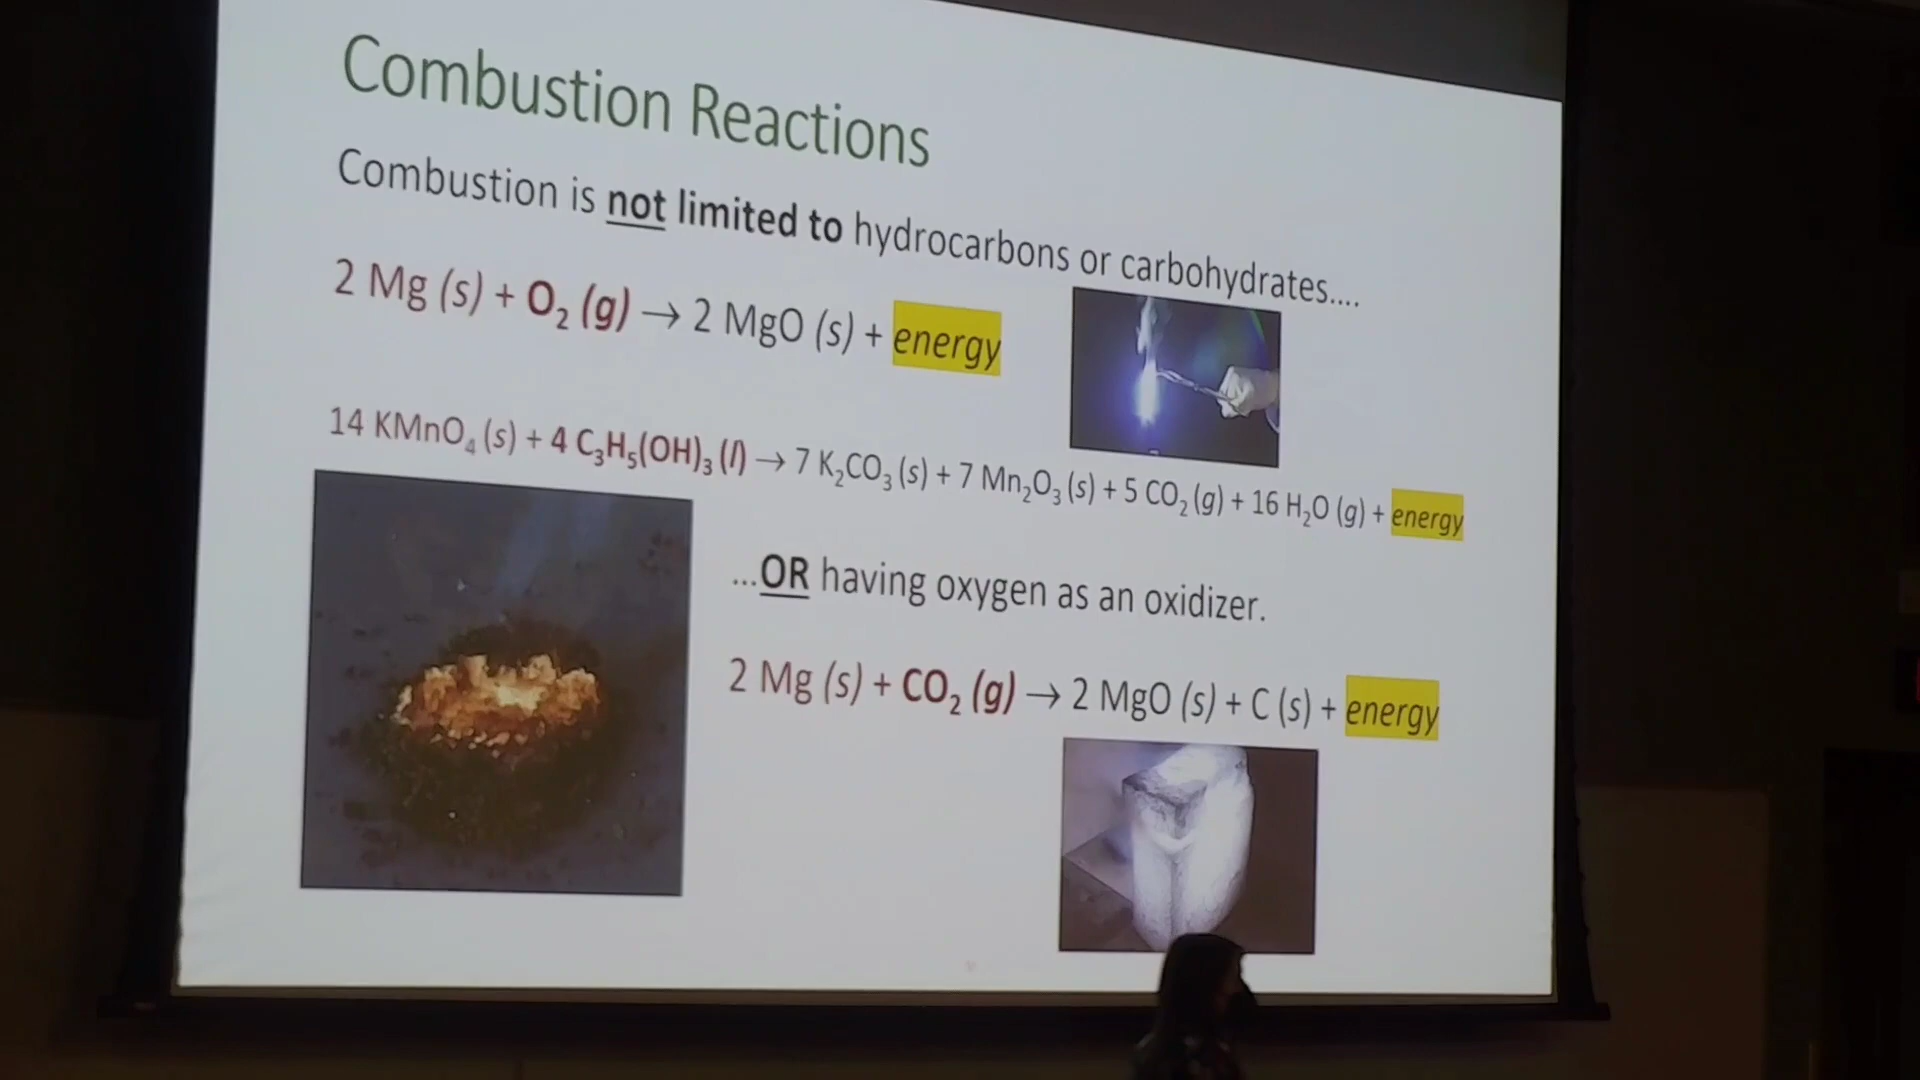 Combustion Reactions
Combustion is not limited to hydrocarbons or carbohydrates....
2 Mg (s) + O₂ (g) → 2 MgO (s) + energy
14 KMnO₄ (s) + 4 C₃H₅(OH)₃ (l) → 7 K₂CO₃ (s) + 7 Mn₂O₃ (s) + 5 CO₂ (g) + 16 H₂O (g) + energy
...OR having oxygen as an oxidizer.
2 Mg (s) + CO₂ (g) → 2 MgO (s) + C (s) + energy